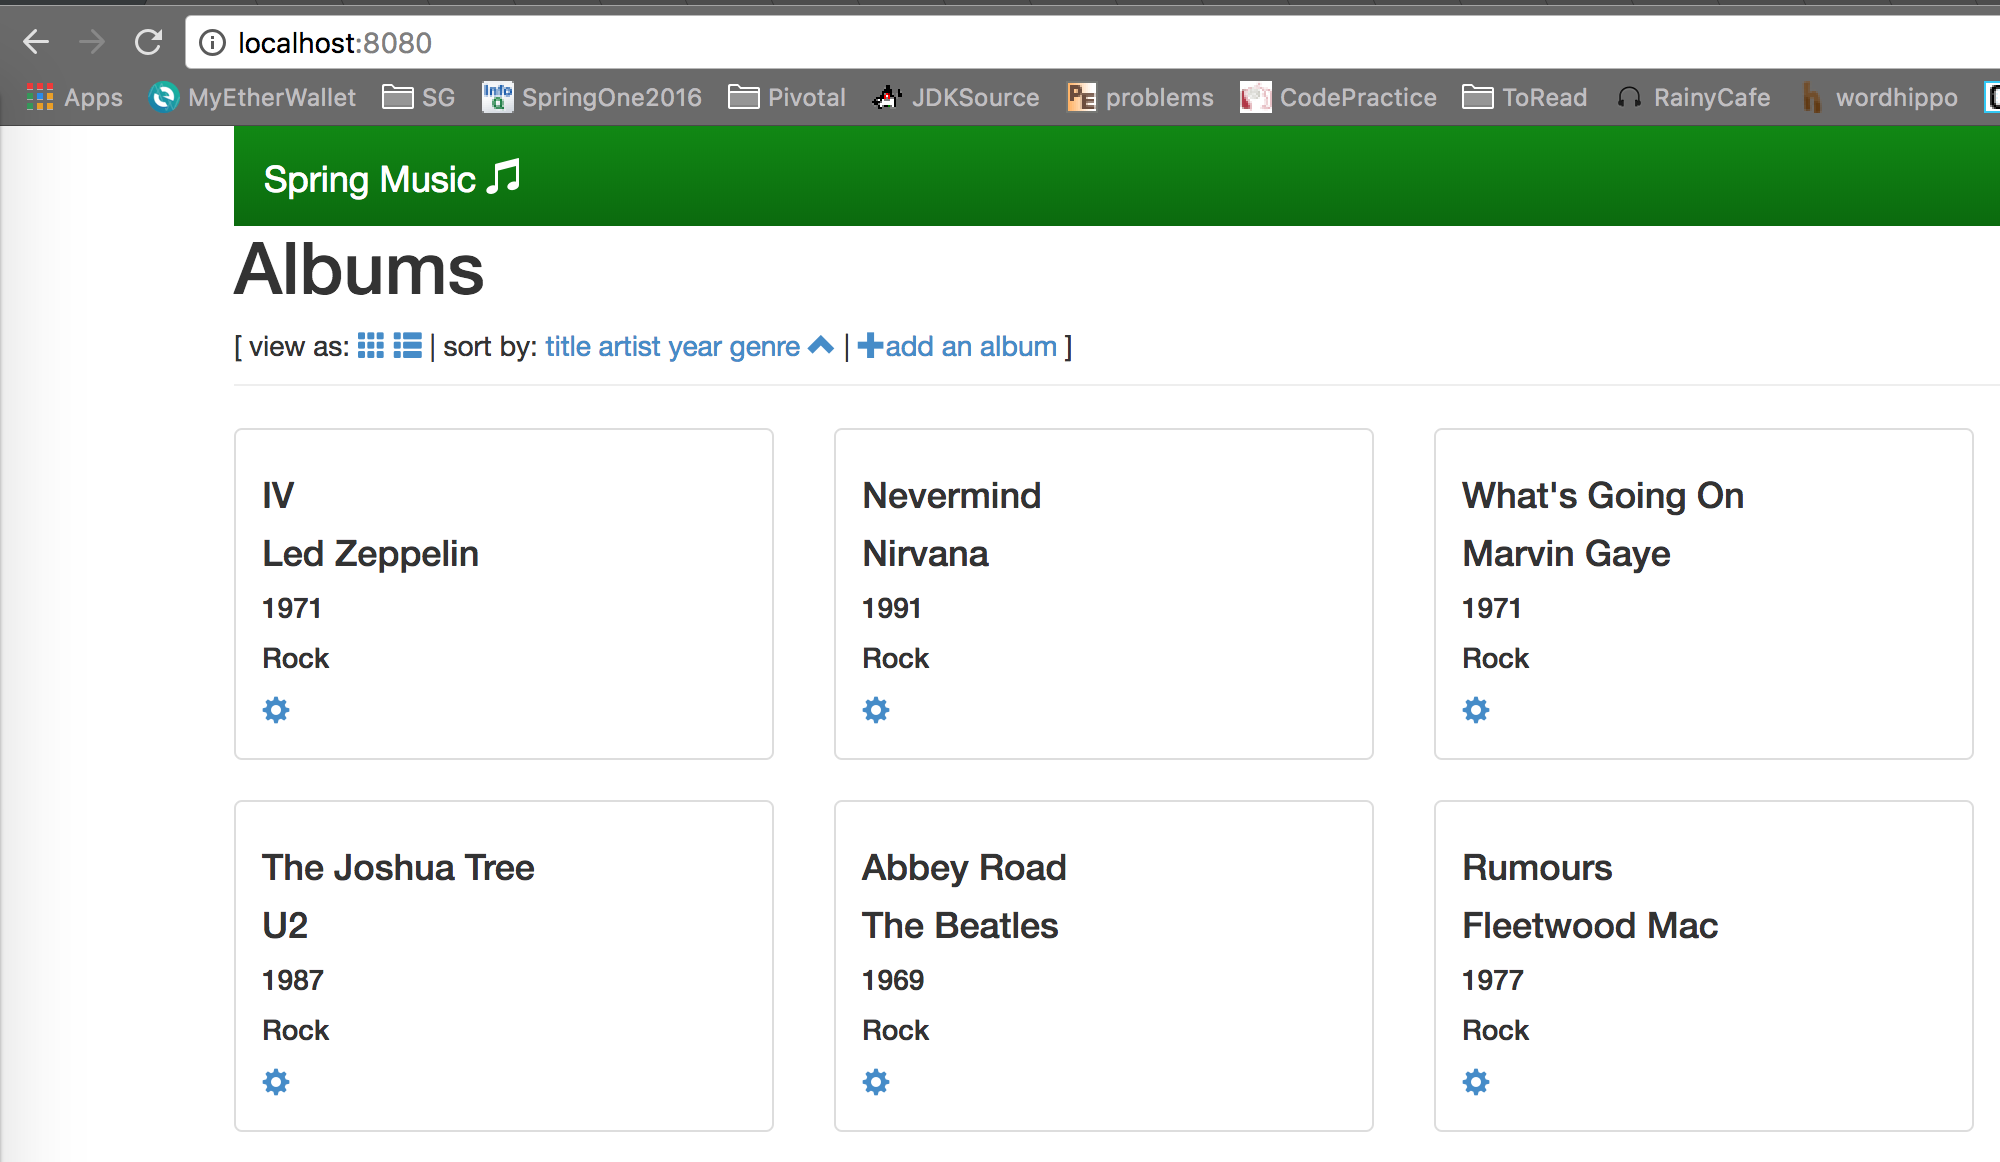 localhost:8080
Apps MyEtherWallet SG Info Q SpringOne2016 Pivotal JDKSource PE problems CodePractice ToRead RainyCafe h wordhippo
Spring Music
Albums
[ view as: | sort by: title artist year genre | add an album ]
IV
Led Zeppelin
1971
Rock
Nevermind
Nirvana
1991
Rock
What's Going On
Marvin Gaye
1971
Rock
The Joshua Tree
U2
1987
Rock
Abbey Road
The Beatles
1969
Rock
Rumours
Fleetwood Mac
1977
Rock